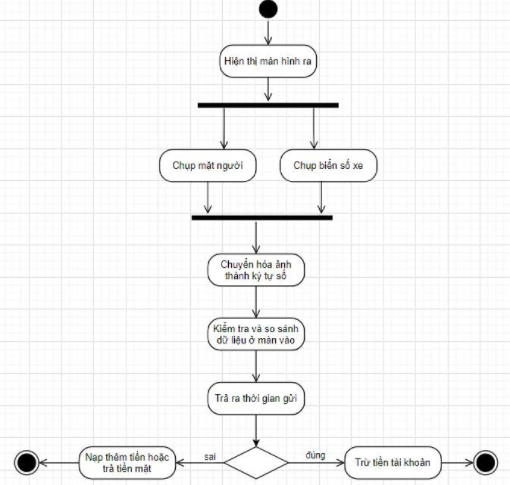 Hiện thị màn hình ra
Chụp mặt người
Chụp biển số xe
Chuyển hóa ảnh
thành ký tự số
Kiểm tra và so sánh
dữ liệu ở màn vào
Trả ra thời gian gửi
Nạp thêm tiền hoặc
trả tiền mặt
sai
đúng
Trừ tiền tài khoản